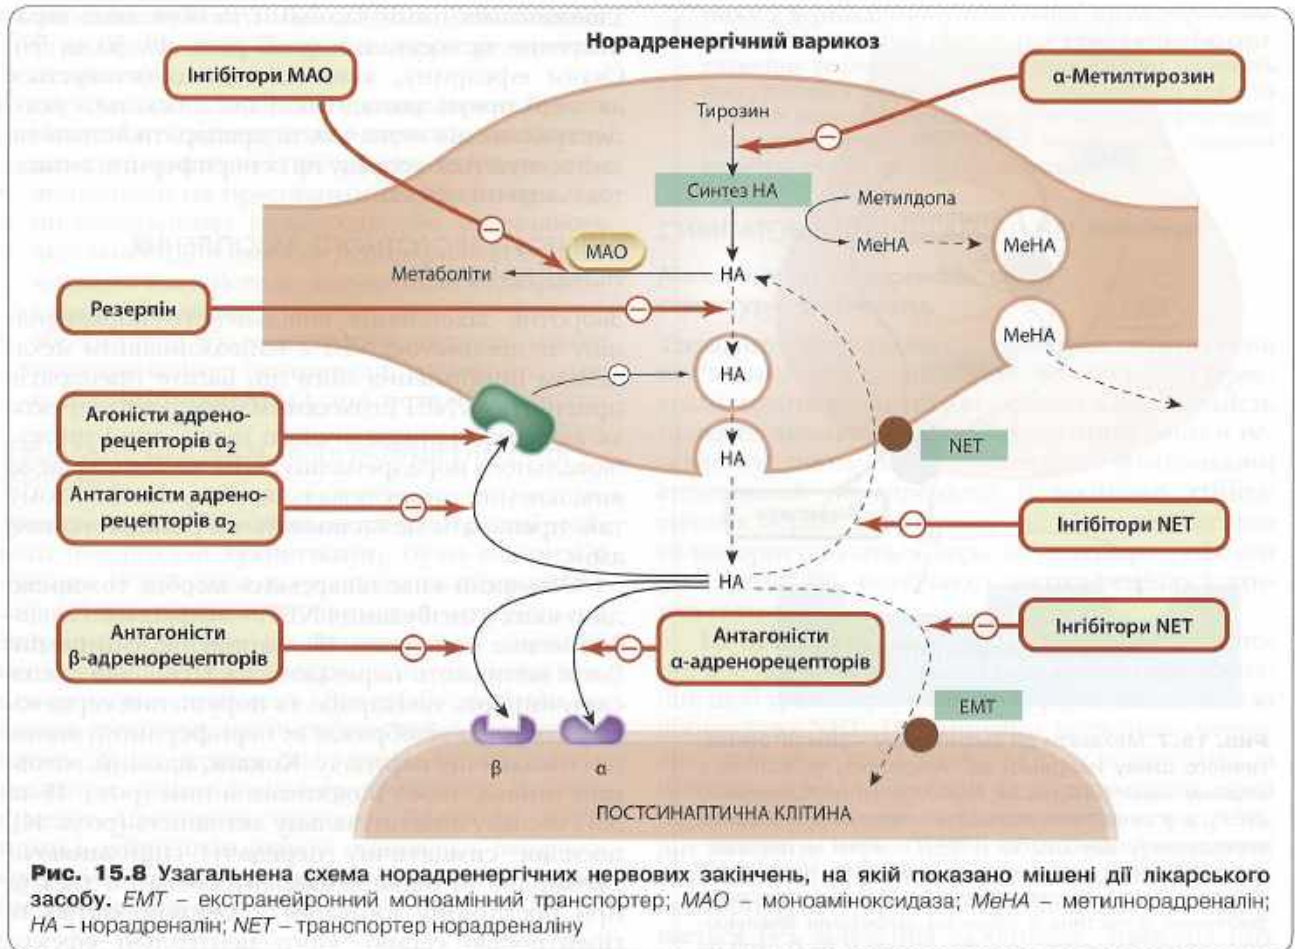 Норадренергічний варикоз
Інгібітори МАО
α-Метилтирозин
Тирозин
Синтез НА
Метилдопа
МАО
МеНА
МеНА
Метаболіти
НА
Резерпін
МеНА
НА
Агоністи адрено-
рецепторів α2
НА
NET
Антагоністи адрено-
рецепторів α2
Інгібітори NET
НА
Антагоністи
β-адренорецепторів
Антагоністи
α-адренорецепторів
Інгібітори NET
ЕМТ
β
α
ПОСТСИНАПТИЧНА КЛІТИНА
Рис. 15.8 Узагальнена схема норадренергічних нервових закінчень, на якій показано мішені дії лікарського
засобу. ЕМТ – екстранейронний моноамінний транспортер; МАО – моноаміноксидаза; МеНА – метилнорадреналін;
НА – норадреналін; NET – транспортер норадреналіну